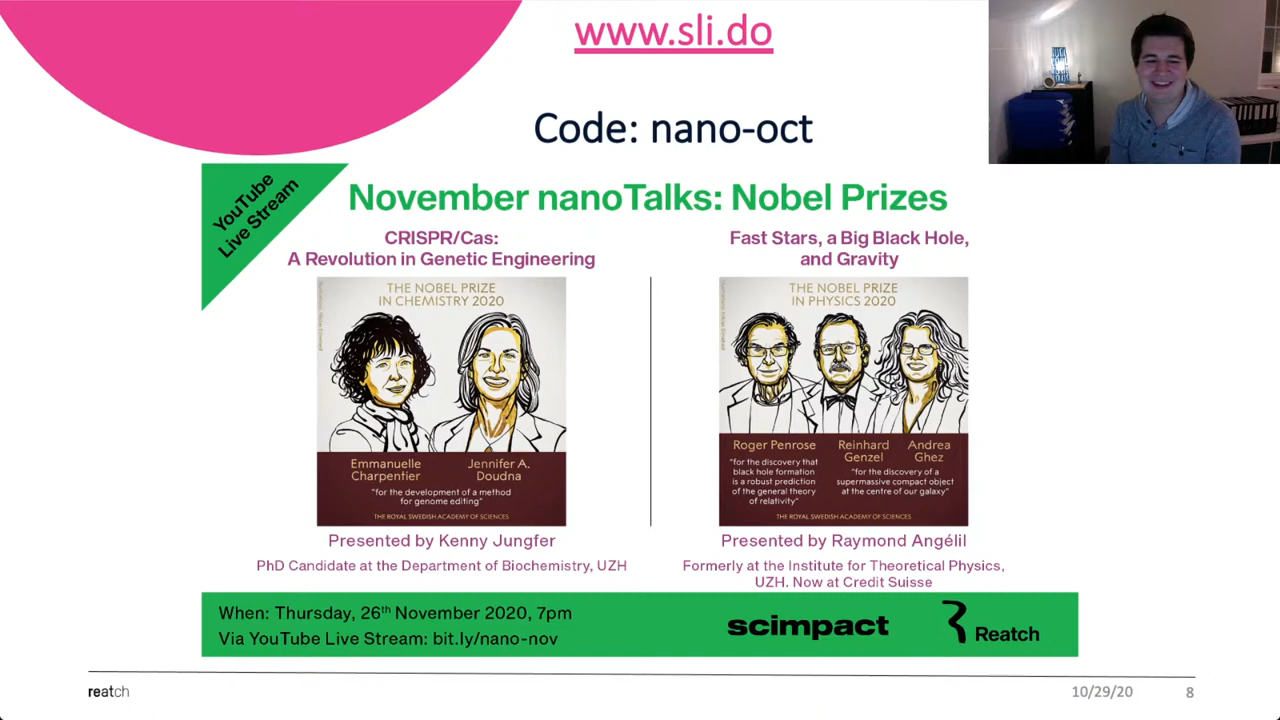 www.sli.do
Code: nano-oct
YouTube
Live Stream
November nanoTalks: Nobel Prizes
CRISPR/Cas:
A Revolution in Genetic Engineering
THE NOBEL PRIZE
IN CHEMISTRY 2020
Emmanuelle
Charpentier
Jennifer A.
Doudna
"for the development of a method
for genome editing"
THE ROYAL SWEDISH ACADEMY OF SCIENCES
Presented by Kenny Jungfer
PhD Candidate at the Department of Biochemistry, UZH
Fast Stars, a Big Black Hole,
and Gravity
THE NOBEL PRIZE
IN PHYSICS 2020
Roger Penrose
"for the discovery that
black hole formation
is a robust prediction
of the general theory
of relativity"
Reinhard
Genzel
Andrea
Ghez
"for the discovery of a
supermassive compact object
at the centre of our galaxy"
THE ROYAL SWEDISH ACADEMY OF SCIENCES
Presented by Raymond Angélil
Formerly at the Institute for Theoretical Physics,
UZH. Now at Credit Suisse
When: Thursday, 26th November 2020, 7pm
Via YouTube Live Stream: bit.ly/nano-nov
scimpact
Reatch
reatch
10/29/20
8